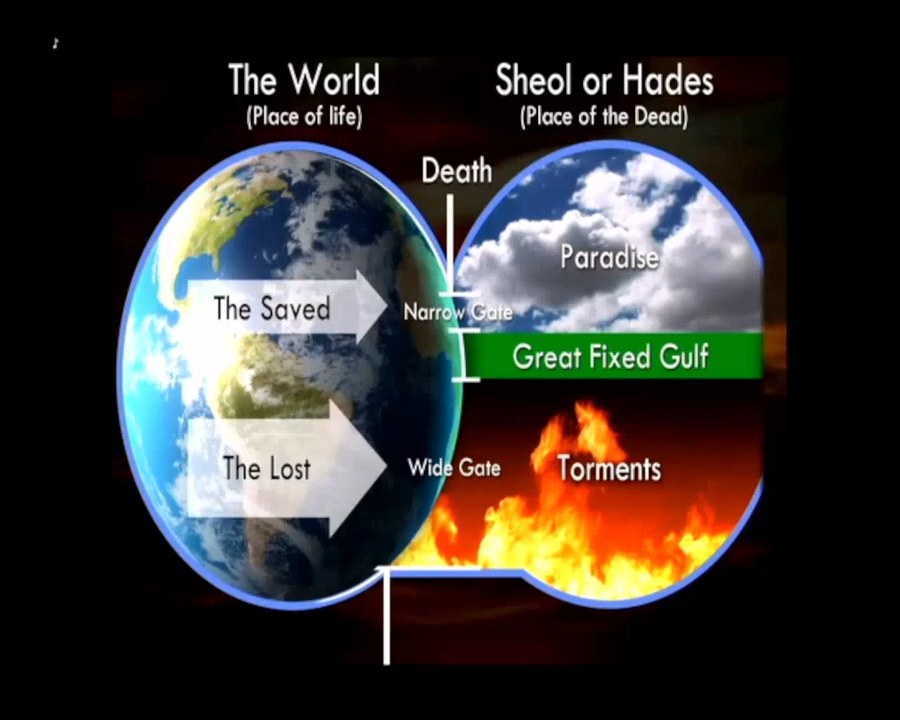 The World
(Place of life)
Sheol or Hades
(Place of the Dead)
Death
Paradise
The Saved
Narrow Gate
Great Fixed Gulf
The Lost
Wide Gate
Torments